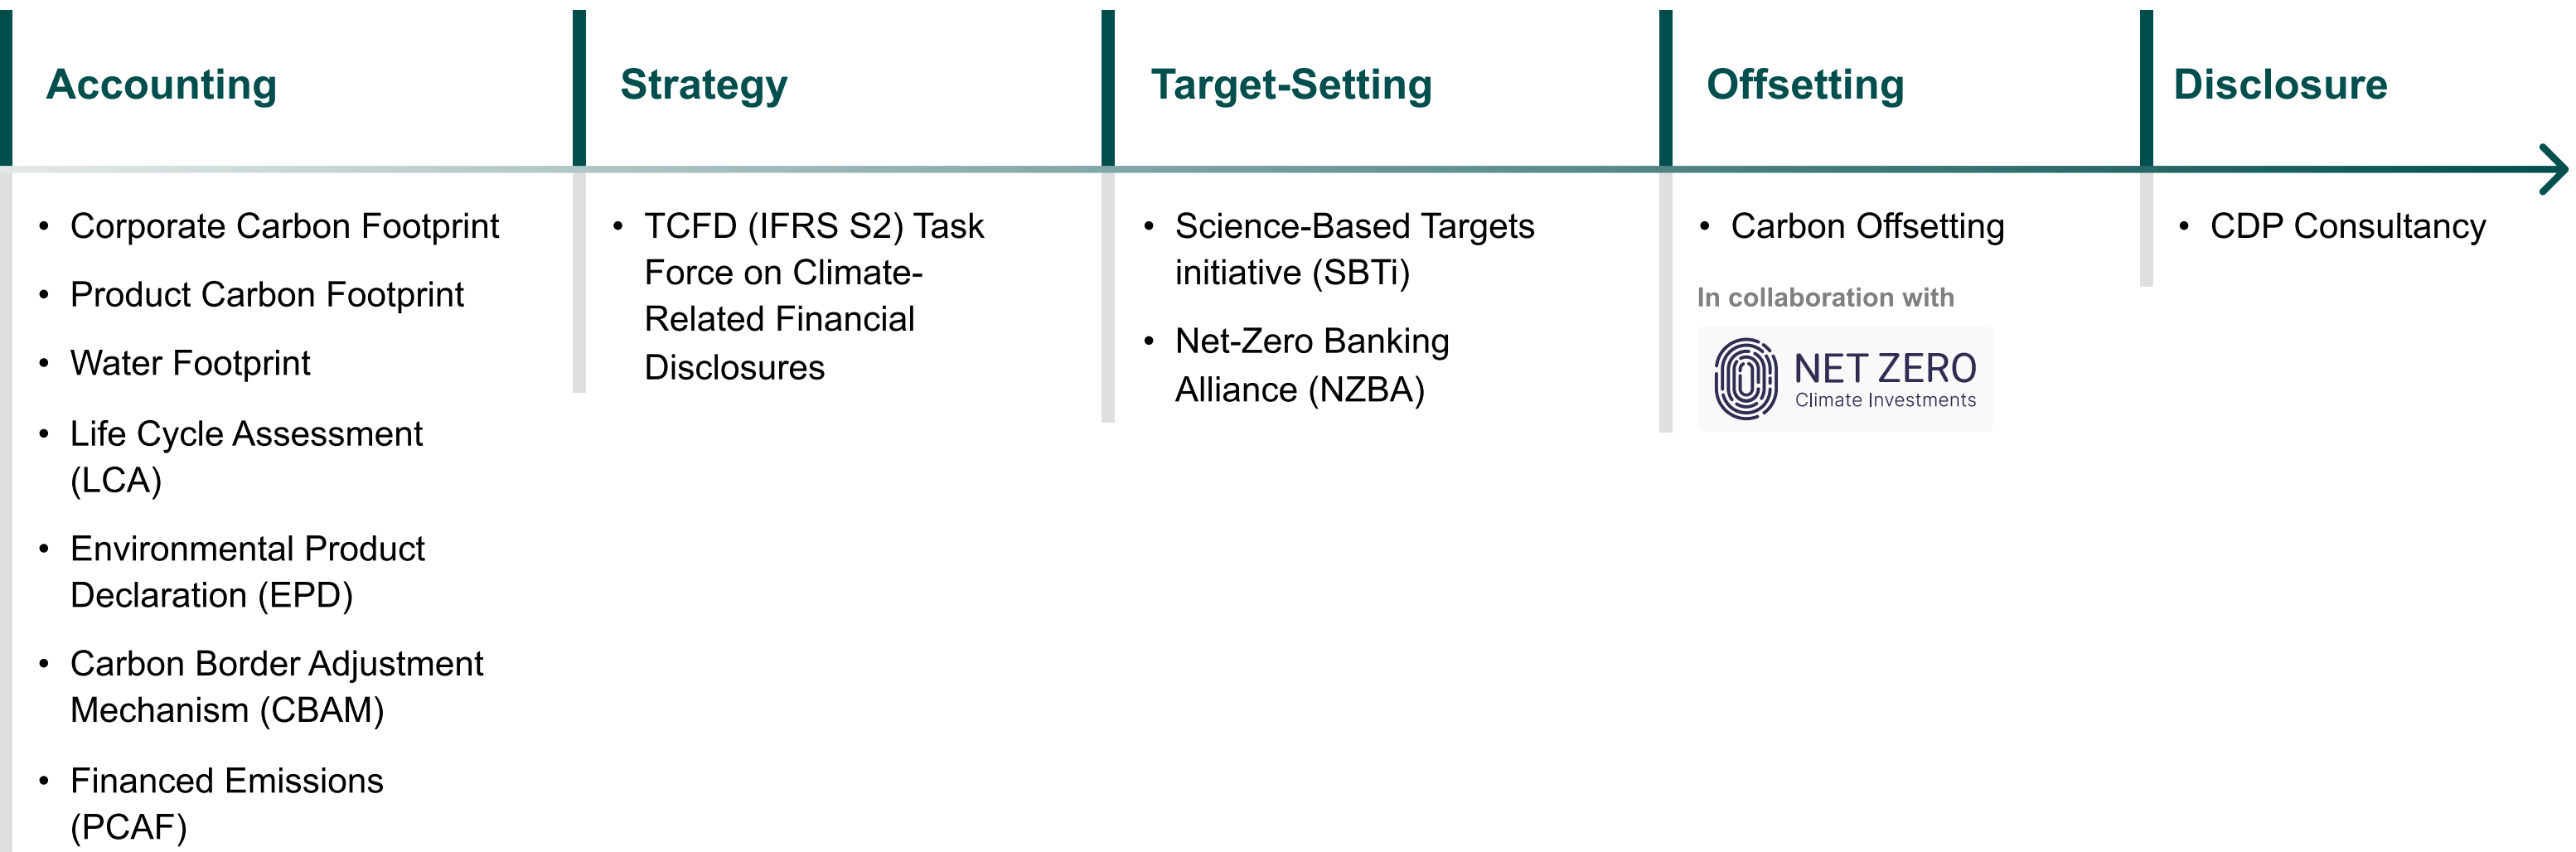 Accounting
• Corporate Carbon Footprint
• Product Carbon Footprint
• Water Footprint
• Life Cycle Assessment
(LCA)
• Environmental Product
Declaration (EPD)
• Carbon Border Adjustment
Mechanism (CBAM)
• Financed Emissions
(PCAF)
Strategy
• TCFD (IFRS S2) Task
Force on Climate-
Related Financial
Disclosures
Target-Setting
• Science-Based Targets
initiative (SBTi)
• Net-Zero Banking
Alliance (NZBA)
Offsetting
• Carbon Offsetting
In collaboration with
NET ZERO
Climate Investments
Disclosure
• CDP Consultancy